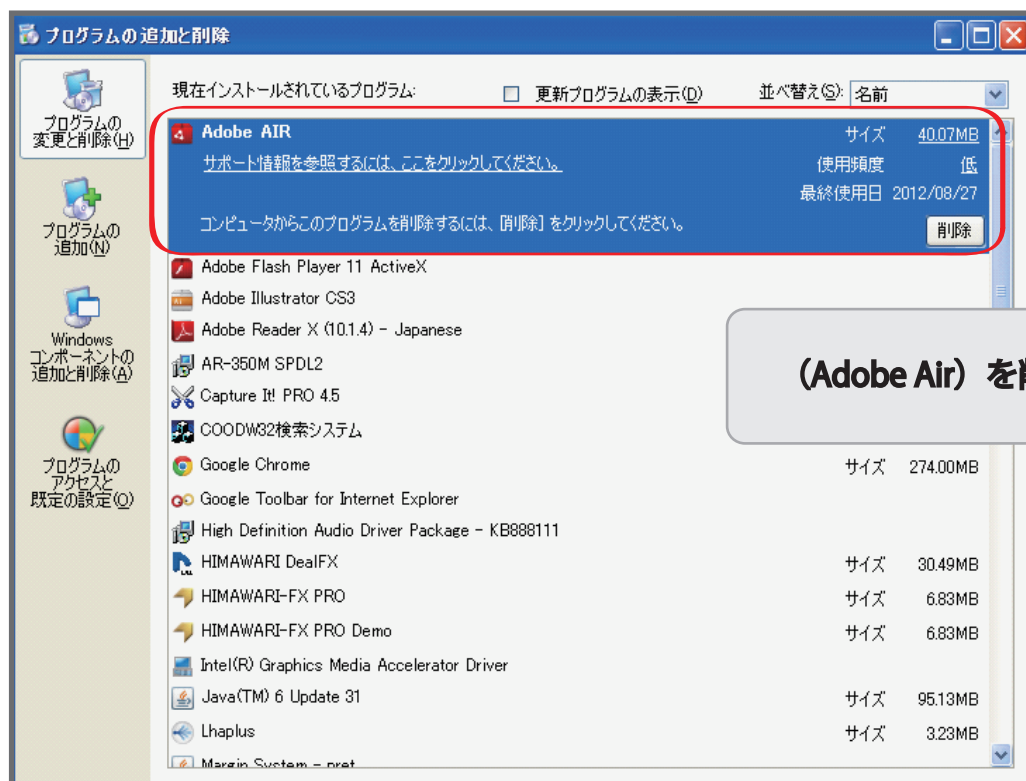 プログラムの追加と削除
現在インストールされているプログラム:
更新プログラムの表示(D)
並べ替え(S): 名前
プログラムの
変更と削除(H)
プログラムの
追加(N)
Windows
コンポーネントの
追加と削除(A)
プログラムの
アクセスと
既定の設定(O)
Adobe AIR サイズ 40.07MB
サポート情報を参照するには、ここをクリックしてください。 使用頻度 低
最終使用日 2012/08/27
コンピュータからこのプログラムを削除するには、[削除] をクリックしてください。 削除
Adobe Flash Player 11 ActiveX
Adobe Illustrator CS3
Adobe Reader X (10.1.4) - Japanese
AR-350M SPDL2
Capture It! PRO 4.5
COODW32検索システム
Google Chrome サイズ 274.00MB
Google Toolbar for Internet Explorer
High Definition Audio Driver Package - KB888111
HIMAWARI DealFX サイズ 30.49MB
HIMAWARI-FX PRO サイズ 6.83MB
HIMAWARI-FX PRO Demo サイズ 6.83MB
Intel(R) Graphics Media Accelerator Driver
Java(TM) 6 Update 31 サイズ 95.13MB
Lhaplus サイズ 3.23MB
Margin System - pret
(Adobe Air) を